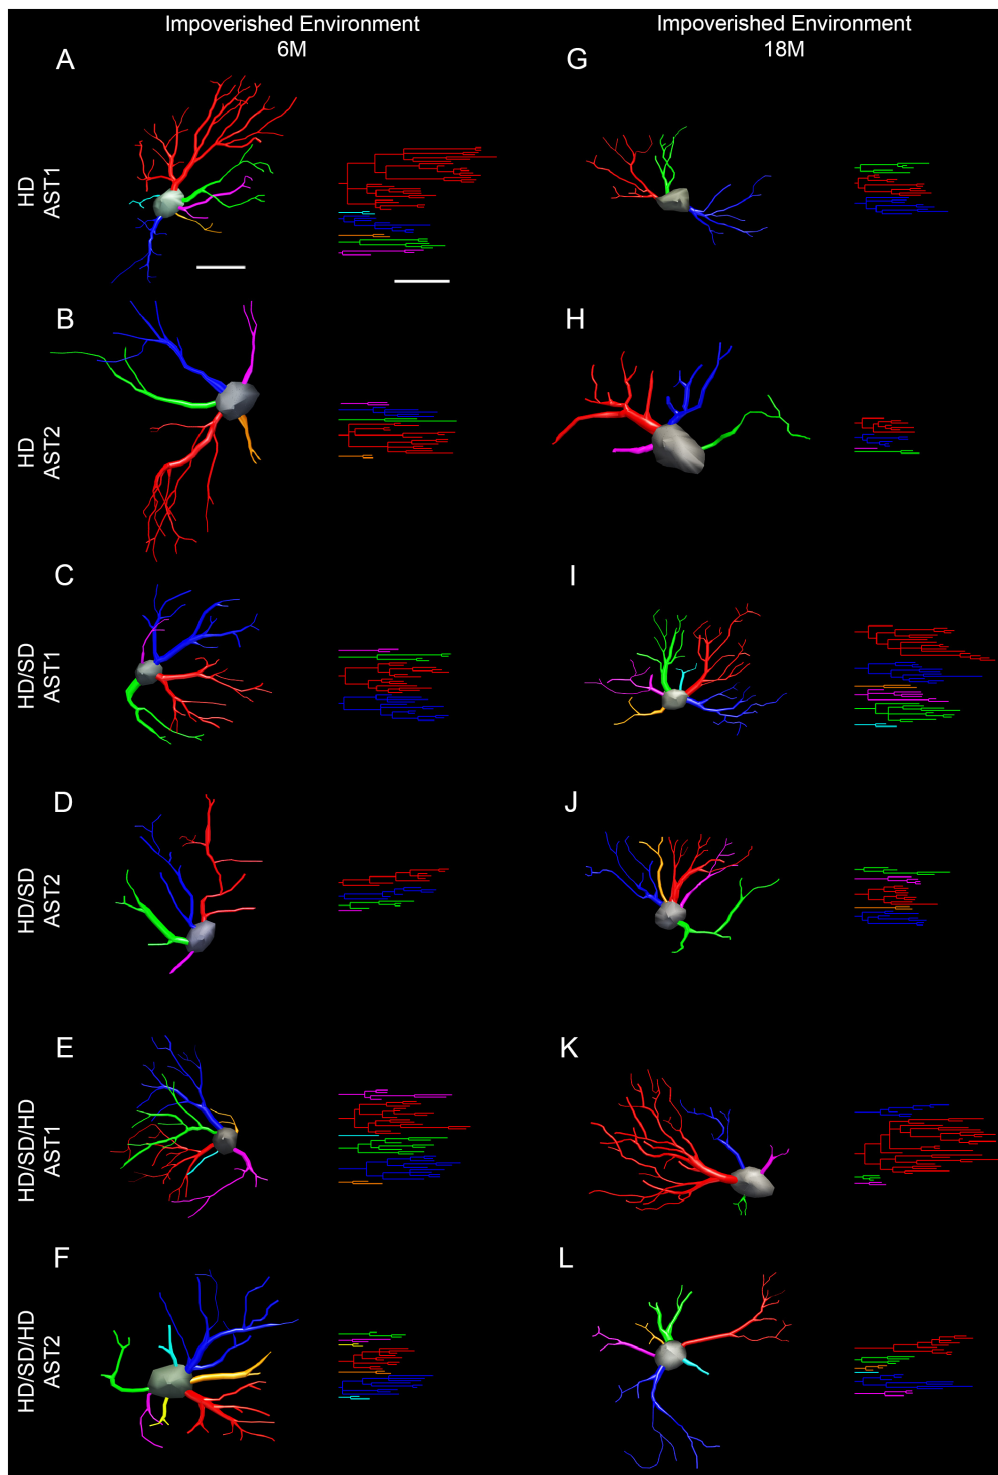 Impoverished Environment
6M
Impoverished Environment
18M
A
G
HD
AST1
B
H
HD
AST2
C
I
HD/SD
AST1
D
J
HD/SD
AST2
E
K
HD/SD/HD
AST1
F
L
HD/SD/HD
AST2